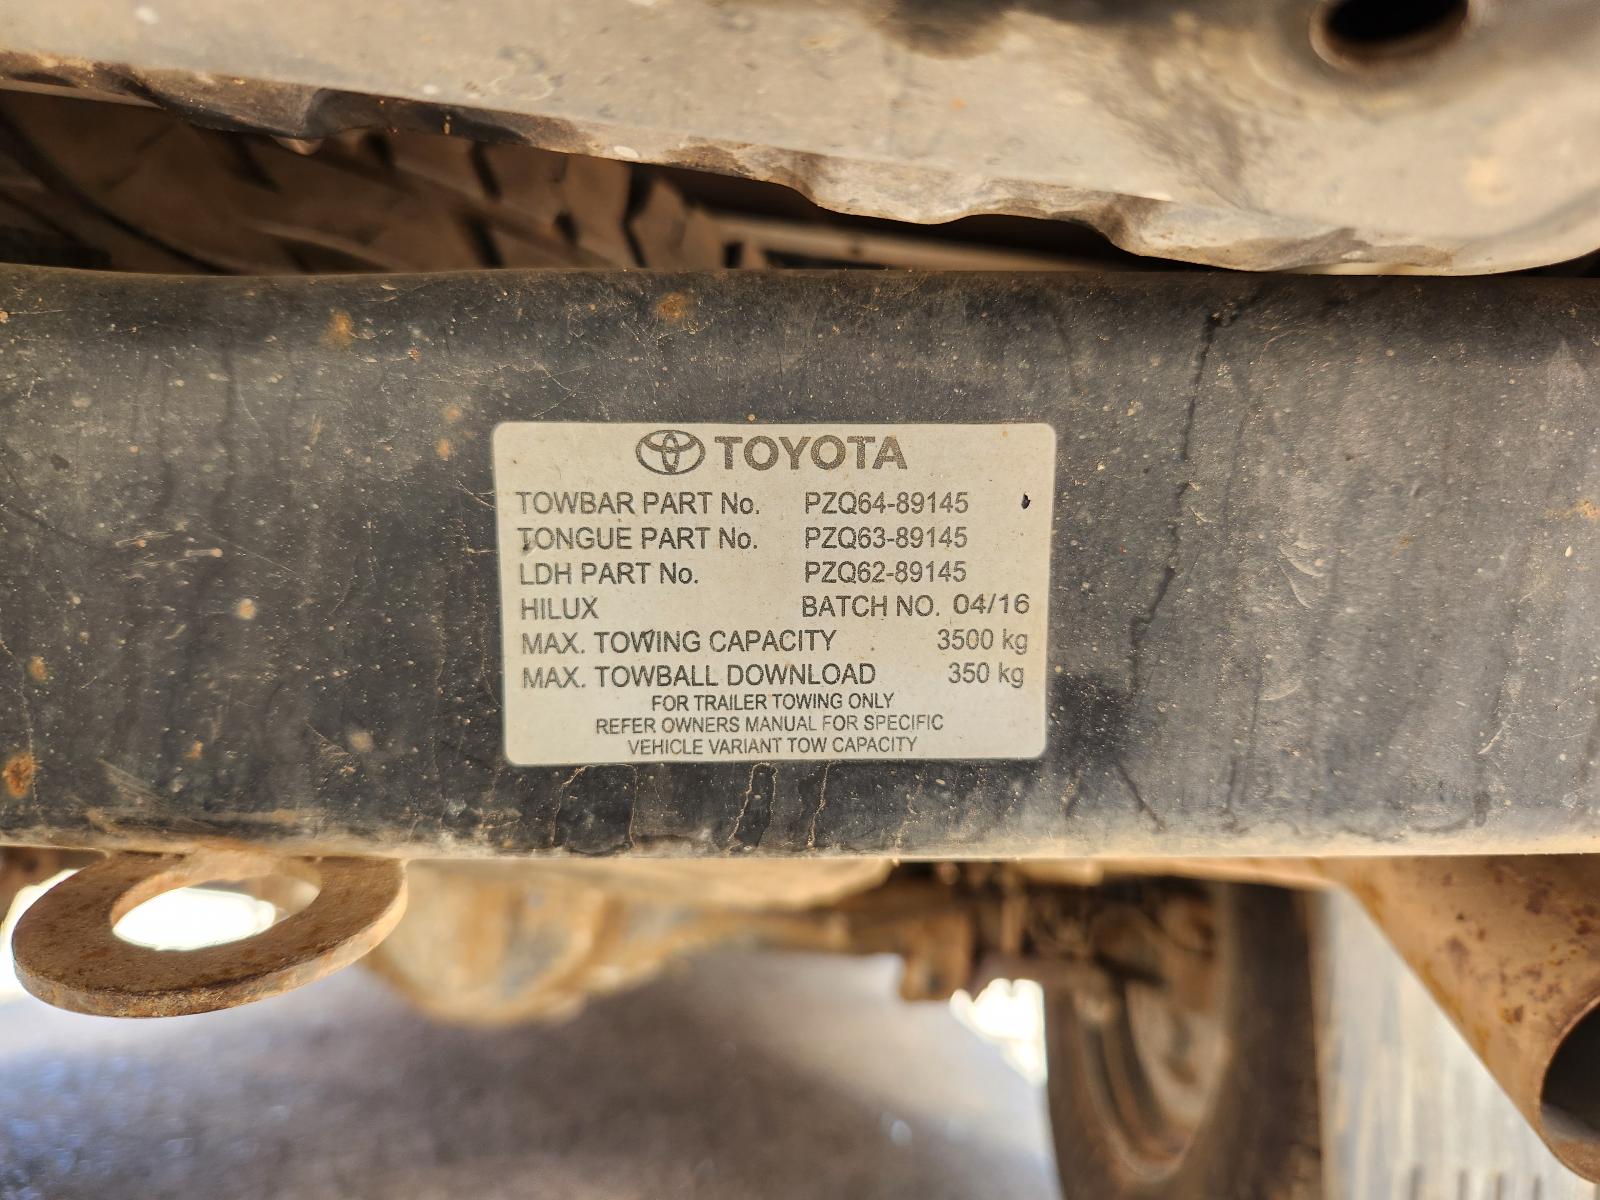 TOYOTA
TOWBAR PART No. PZQ64-89145
TONGUE PART No. PZQ63-89145
LDH PART No. PZQ62-89145
HILUX BATCH NO. 04/16
MAX. TOWING CAPACITY 3500 kg
MAX. TOWBALL DOWNLOAD 350 kg
FOR TRAILER TOWING ONLY
REFER OWNERS MANUAL FOR SPECIFIC
VEHICLE VARIANT TOW CAPACITY